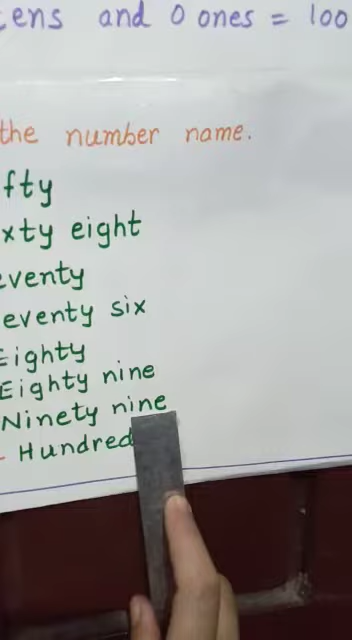 tens and 0 ones = 100
the number name.
fty
xty eight
eventy
eventy six
Eighty
Eighty nine
Ninety nine
- Hundred